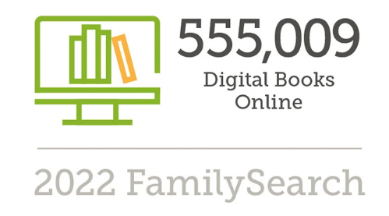 555,009
Digital Books
Online
2022 FamilySearch